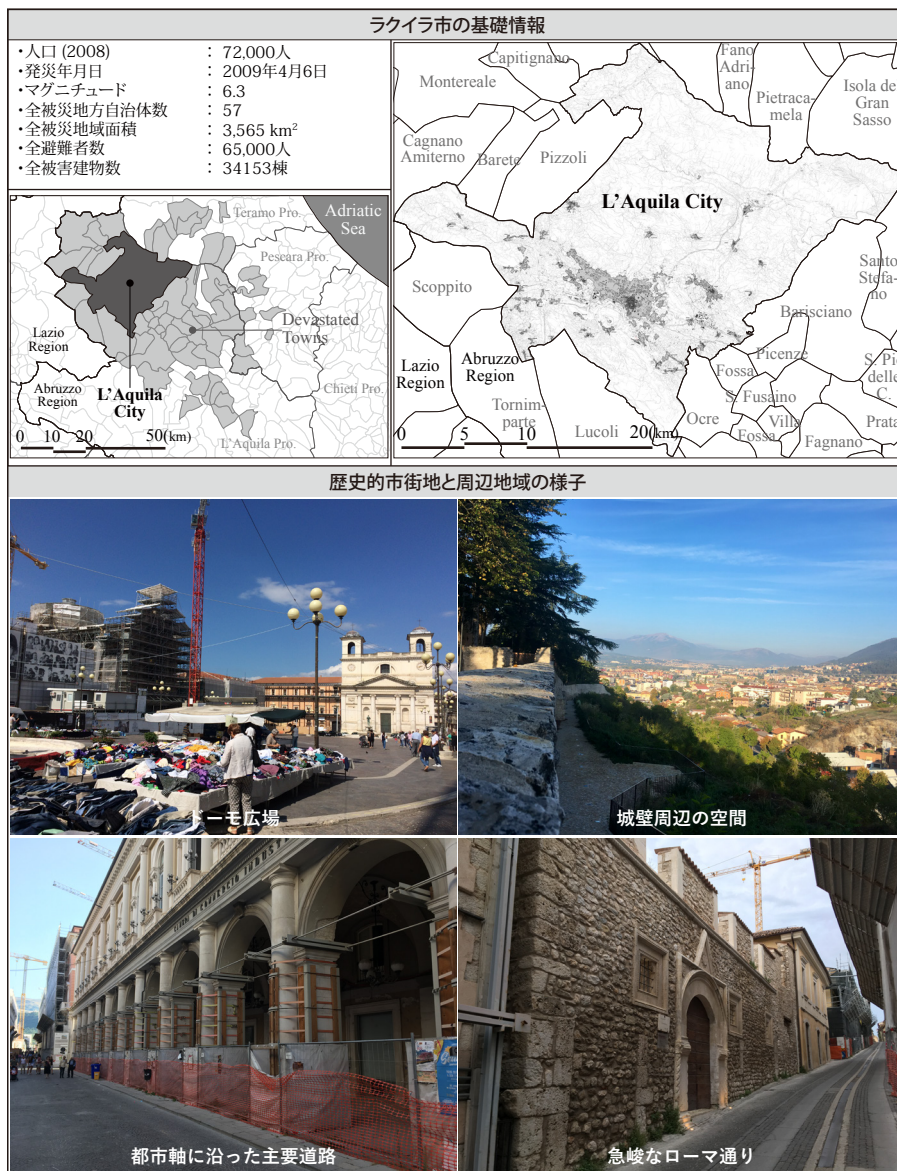 ラクイラ市の基礎情報
・人口 (2008) : 72,000人
・発災年月日 : 2009年4月6日
・マグニチュード : 6.3
・全被災地方自治体数 : 57
・全被災地域面積 : 3,565 km²
・全避難者数 : 65,000人
・全被害建物数 : 34153棟
Teramo Pro.
Adriatic
Sea
Pescara Pro.
Devastated
Towns
Lazio
Region
Abruzzo
Region
L'Aquila
City
Chieti Pro.
L'Aquila Pro.
0 10 20 50(km)
Capitignano
Montereale
Fano
Adri-
ano
Pietraca-
mela
Isola de
Gran
Sasso
Cagnano
Amiterno
Barete
Pizzoli
L'Aquila City
Scoppito
Santo
Stefa-
no
Barisciano
Lazio
Region
Abruzzo
Region
Picenze
Fossa
S. Pio
delle
C.
S. Fusaino
Tornim-
parte
Lucoli
Ocre
Villa
Fossa
Prata
Fagnano
0 5 10 20(km)
歴史的市街地と周辺地域の様子
ドーモ広場
城壁周辺の空間
都市軸に沿った主要道路
急峻なローマ通り